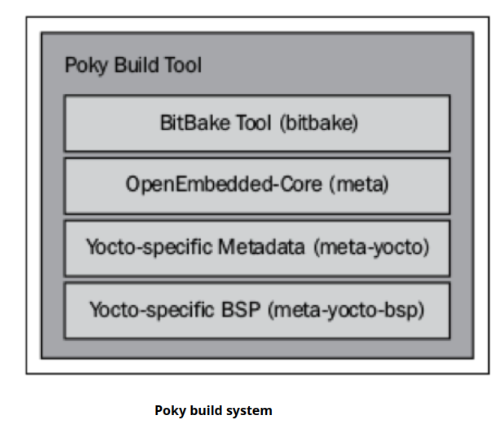 Poky Build Tool
BitBake Tool (bitbake)
OpenEmbedded-Core (meta)
Yocto-specific Metadata (meta-yocto)
Yocto-specific BSP (meta-yocto-bsp)
Poky build system